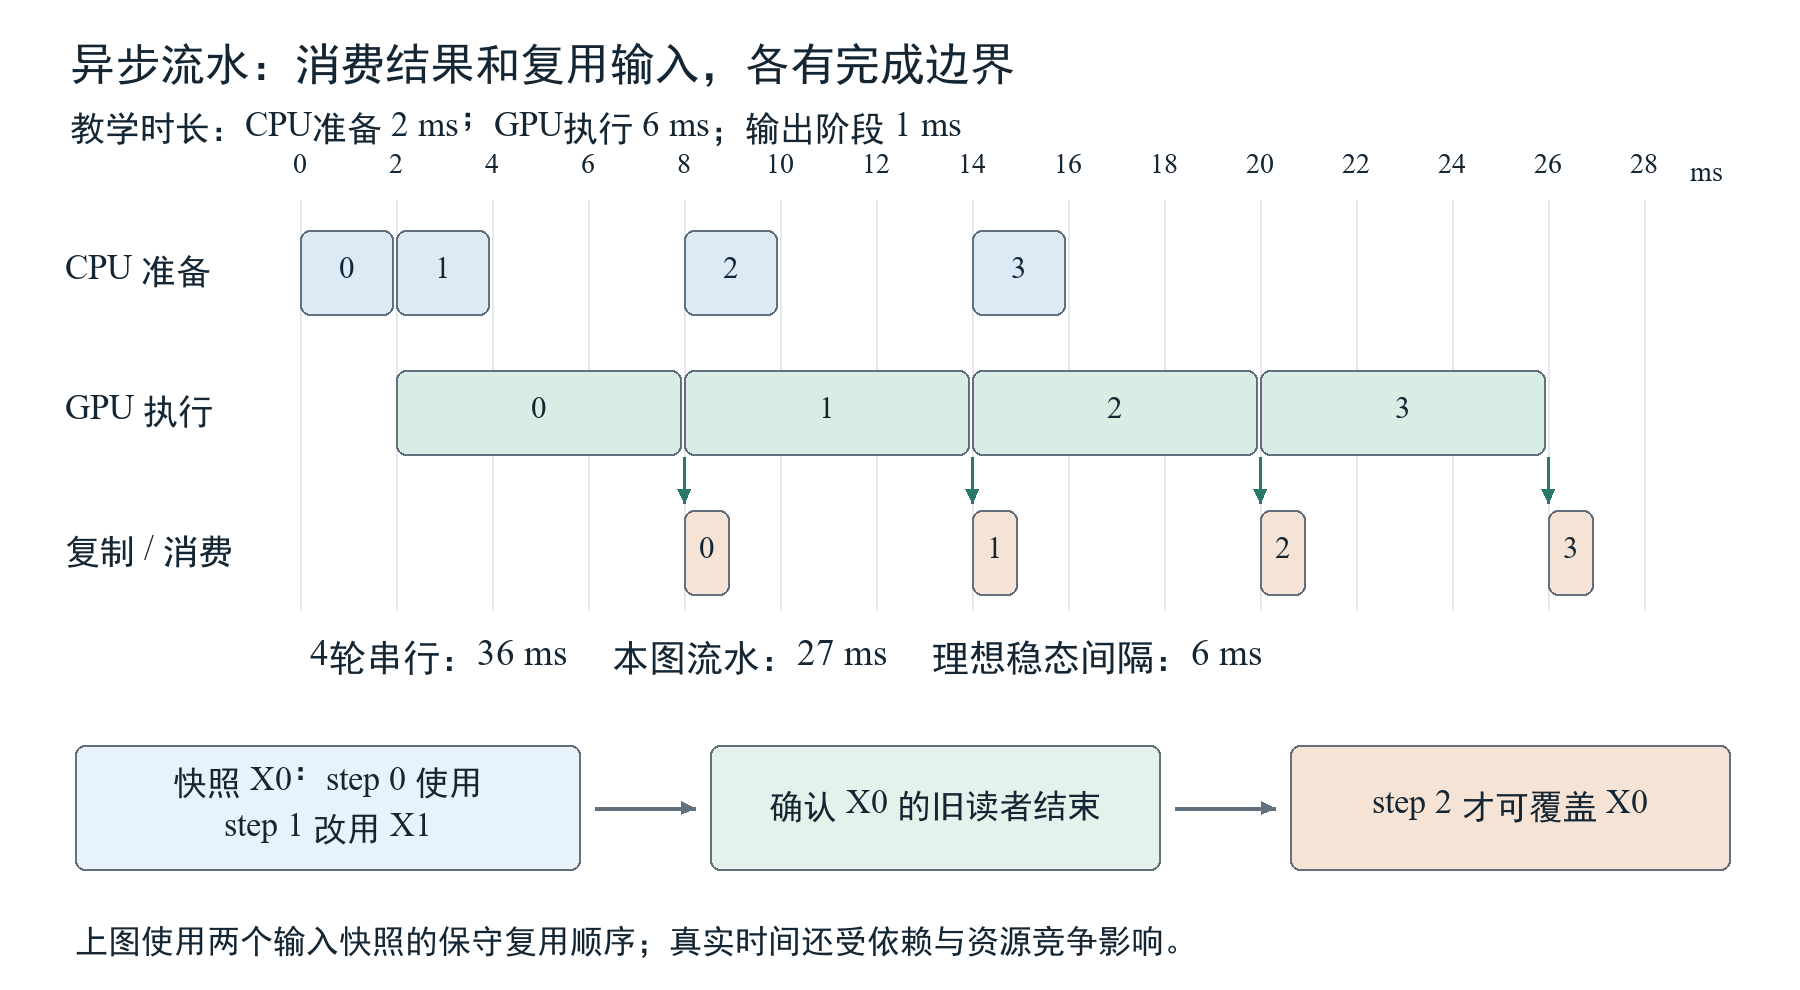 异步流水：消费结果和复用输入，各有完成边界
教学时长：CPU准备 2 ms；GPU执行 6 ms；输出阶段 1 ms
0 2 4 6 8 10 12 14 16 18 20 22 24 26 28 ms
CPU 准备 0 1 2 3
GPU 执行 0 1 2 3
复制 / 消费 0 1 2 3
4轮串行：36 ms 本图流水：27 ms 理想稳态间隔：6 ms
快照 X0：step 0 使用
step 1 改用 X1
确认 X0 的旧读者结束
step 2 才可覆盖 X0
上图使用两个输入快照的保守复用顺序；真实时间还受依赖与资源竞争影响。